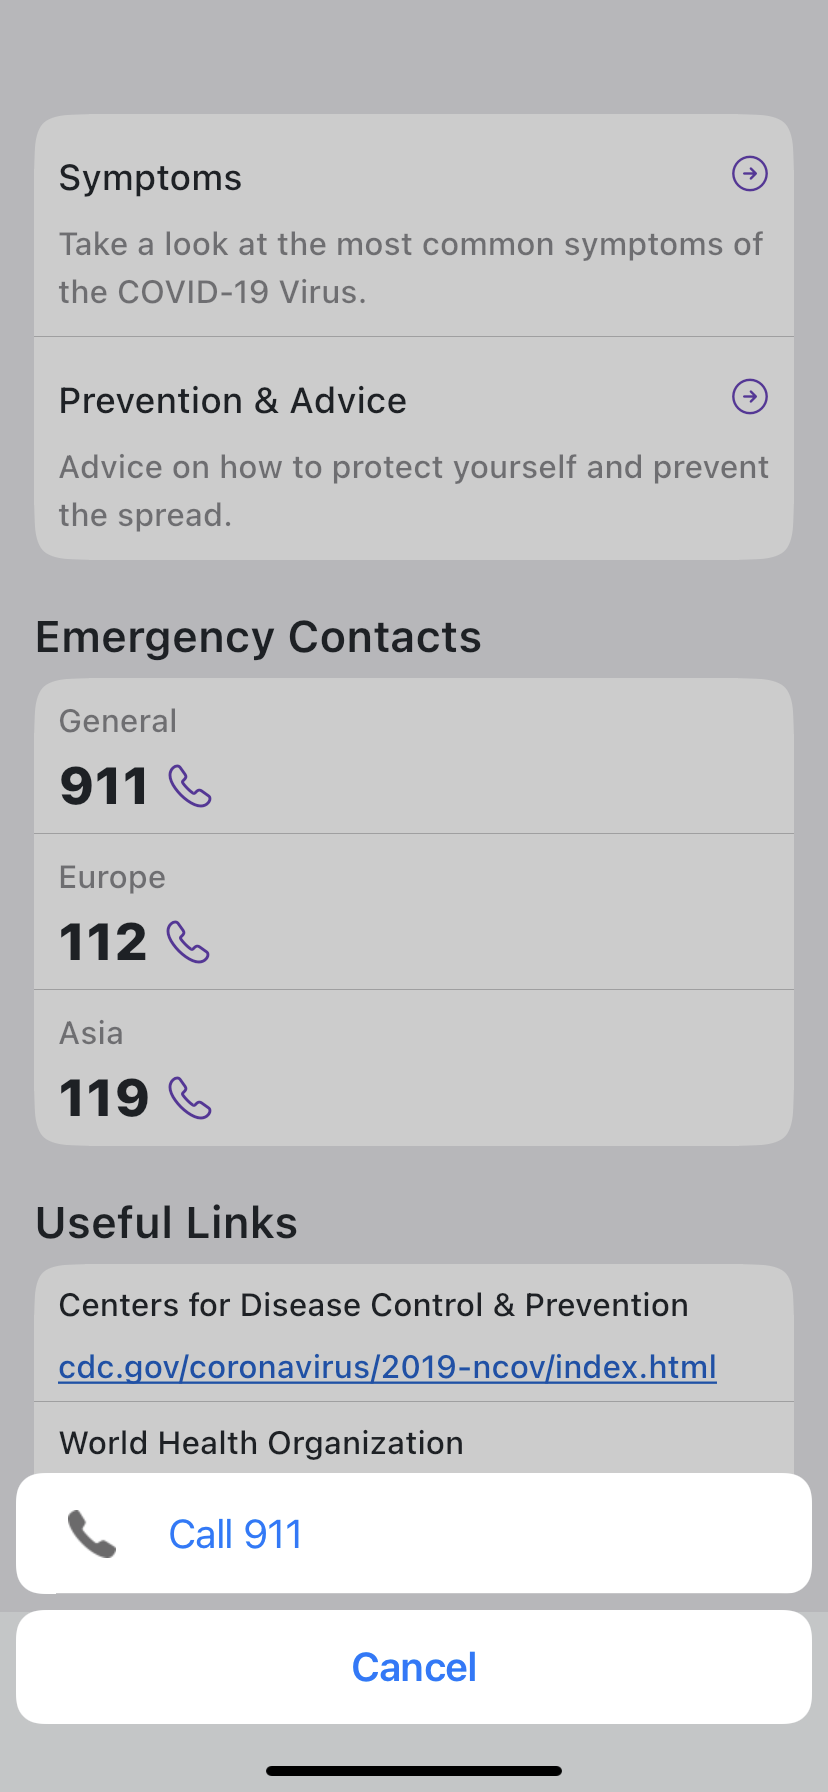 Symptoms
Take a look at the most common symptoms of
the COVID-19 Virus.
Prevention & Advice
Advice on how to protect yourself and prevent
the spread.
Emergency Contacts
General
911
Europe
112
Asia
119
Useful Links
Centers for Disease Control & Prevention
cdc.gov/coronavirus/2019-ncov/index.html
World Health Organization
Call 911
Cancel